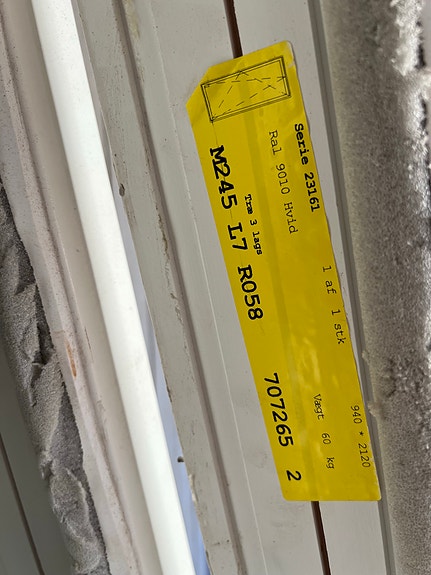 Serie 23161 1 af 1 stk 940 * 2120
Ral 9010 Hvid Vægt 60 kg
Træ 3 lags
M245 L7 R058 707265 2